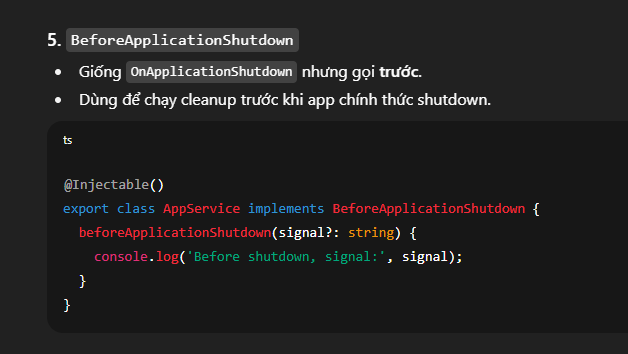 5. BeforeApplicationShutdown
Giống OnApplicationShutdown nhưng gọi trước.
Dùng để chạy cleanup trước khi app chính thức shutdown.
ts
@Injectable()
export class AppService implements BeforeApplicationShutdown {
  beforeApplicationShutdown(signal?: string) {
    console.log('Before shutdown, signal:', signal);
  }
}